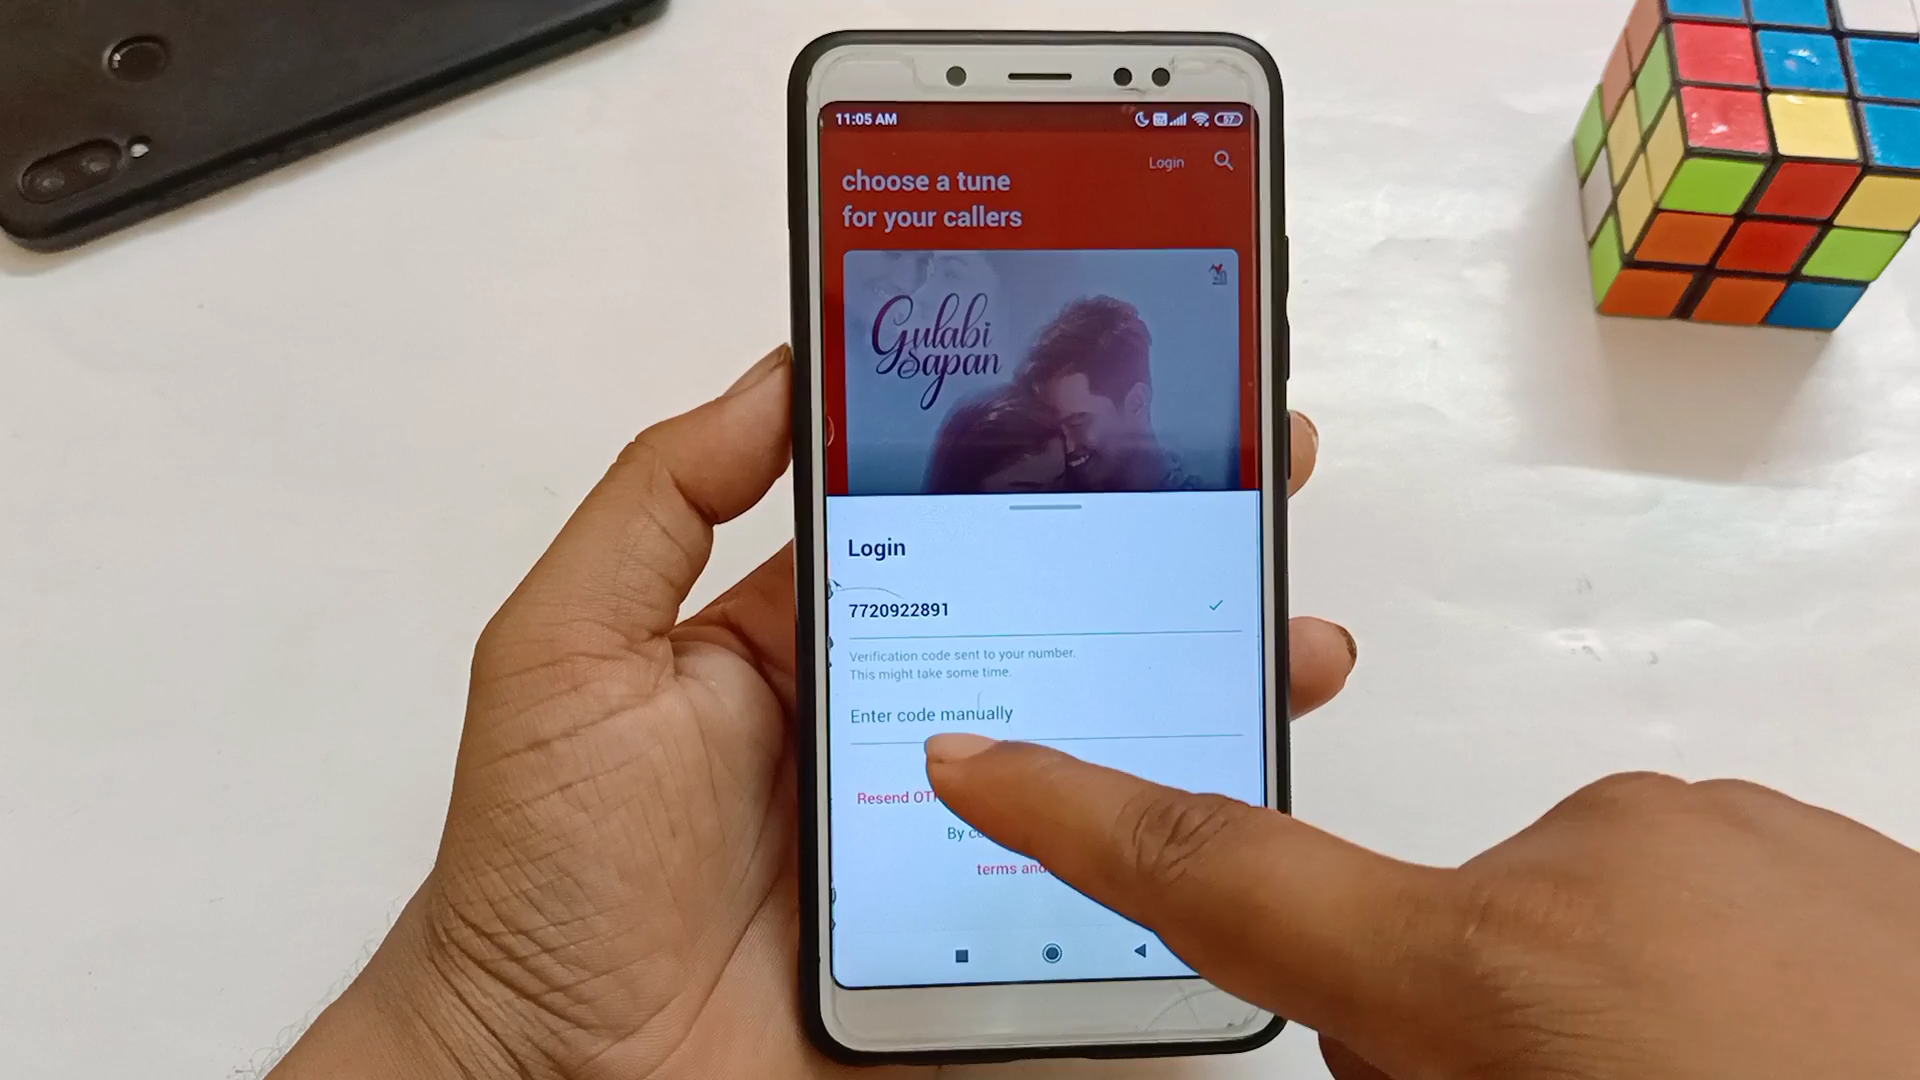 11:05 AM
57
Login
choose a tune
for your callers
Gulabi
Sapan
Login
7720922891
Verification code sent to your number.
This might take some time.
Enter code manually
Resend
By
terms and